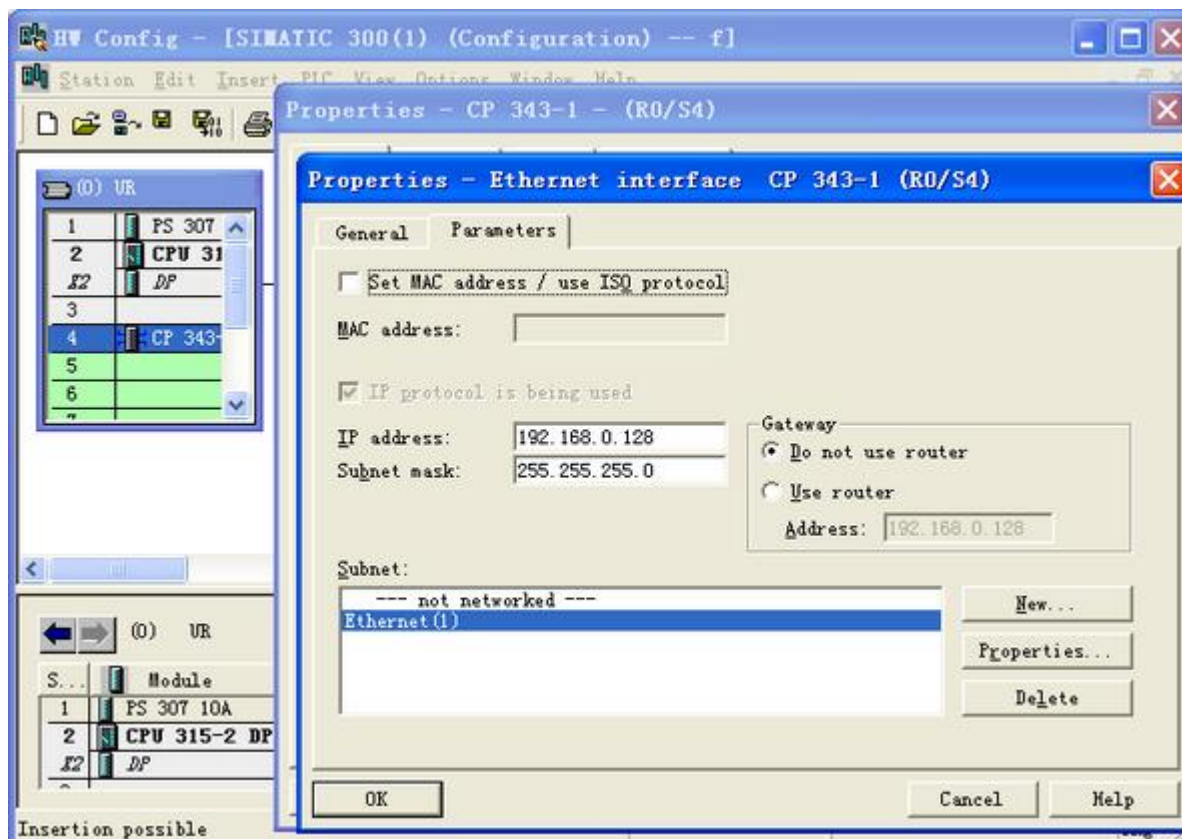 HW Config - [SIMATIC 300(1) (Configuration) -- f]
Station Edit Insert PLC View Options Window Help
Properties - CP 343-1 - (R0/S4)
Properties - Ethernet interface CP 343-1 (R0/S4)
(0) UR
1 PS 307
2 CPU 31
X2 DP
3
4 CP 343-
5
6
General Parameters
Set MAC address / use ISO protocol
MAC address:
IP protocol is being used
IP address: 192.168.0.128
Subnet mask: 255.255.255.0
Gateway
Do not use router
Use router
Address: 192.168.0.128
Subnet:
--- not networked ---
Ethernet(1)
New...
Properties...
Delete
OK
Cancel
Help
(0) UR
S... Module
1 PS 307 10A
2 CPU 315-2 DP
X2 DP
Insertion possible